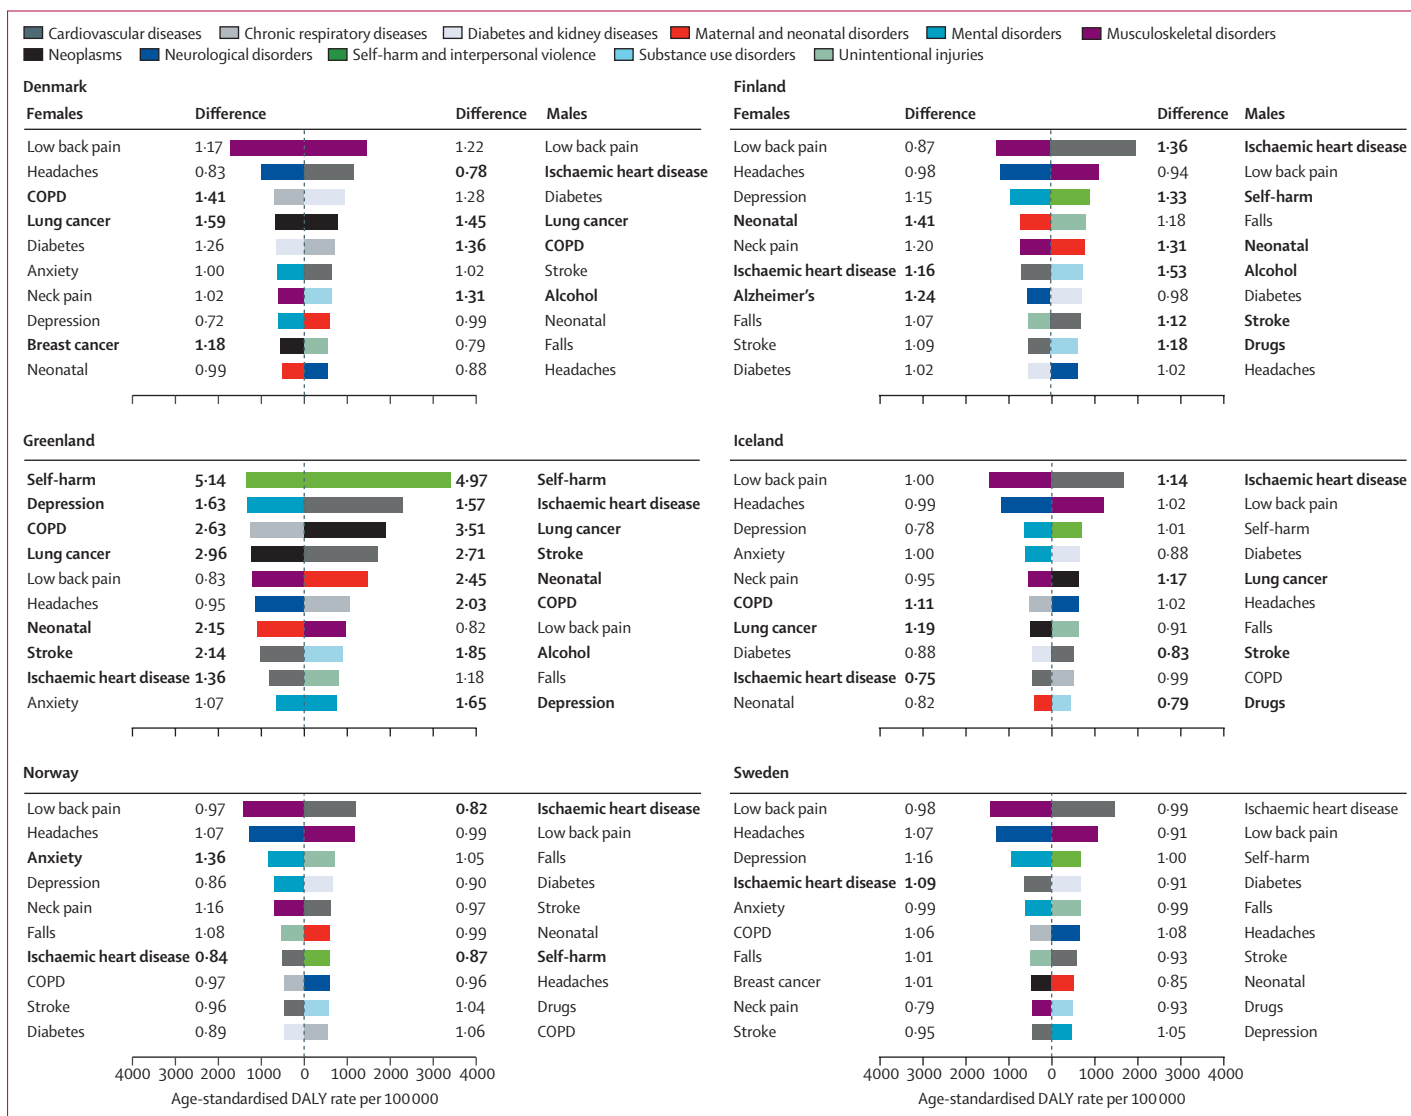 Cardiovascular diseases Chronic respiratory diseases Diabetes and kidney diseases Maternal and neonatal disorders Mental disorders Musculoskeletal disorders
Neoplasms Neurological disorders Self-harm and interpersonal violence Substance use disorders Unintentional injuries
Denmark
Females Difference Difference Males
Low back pain 1·17 1·22 Low back pain
Headaches 0·83 0·78 Ischaemic heart disease
COPD 1·41 1·28 Diabetes
Lung cancer 1·59 1·45 Lung cancer
Diabetes 1·26 1·36 COPD
Anxiety 1·00 1·02 Stroke
Neck pain 1·02 1·31 Alcohol
Depression 0·72 0·99 Neonatal
Breast cancer 1·18 0·79 Falls
Neonatal 0·99 0·88 Headaches
Finland
Females Difference Difference Males
Low back pain 0·87 1·36 Ischaemic heart disease
Headaches 0·98 0·94 Low back pain
Depression 1·15 1·33 Self-harm
Neonatal 1·41 1·18 Falls
Neck pain 1·20 1·31 Neonatal
Ischaemic heart disease 1·16 1·53 Alcohol
Alzheimer's 1·24 0·98 Diabetes
Falls 1·07 1·12 Stroke
Stroke 1·09 1·18 Drugs
Diabetes 1·02 1·02 Headaches
Greenland
Self-harm 5·14 4·97 Self-harm
Depression 1·63 1·57 Ischaemic heart disease
COPD 2·63 3·51 Lung cancer
Lung cancer 2·96 2·71 Stroke
Low back pain 0·83 2·45 Neonatal
Headaches 0·95 2·03 COPD
Neonatal 2·15 0·82 Low back pain
Stroke 2·14 1·85 Alcohol
Ischaemic heart disease 1·36 1·18 Falls
Anxiety 1·07 1·65 Depression
Iceland
Low back pain 1·00 1·14 Ischaemic heart disease
Headaches 0·99 1·02 Low back pain
Depression 0·78 1·01 Self-harm
Anxiety 1·00 0·88 Diabetes
Neck pain 0·95 1·17 Lung cancer
COPD 1·11 1·02 Headaches
Lung cancer 1·19 0·91 Falls
Diabetes 0·88 0·83 Stroke
Ischaemic heart disease 0·75 0·99 COPD
Neonatal 0·82 0·79 Drugs
Norway
Low back pain 0·97 0·82 Ischaemic heart disease
Headaches 1·07 0·99 Low back pain
Anxiety 1·36 1·05 Falls
Depression 0·86 0·90 Diabetes
Neck pain 1·16 0·97 Stroke
Falls 1·08 0·99 Neonatal
Ischaemic heart disease 0·84 0·87 Self-harm
COPD 0·97 0·96 Headaches
Stroke 0·96 1·04 Drugs
Diabetes 0·89 1·06 COPD
4000 3000 2000 1000 0 1000 2000 3000 4000
Age-standardised DALY rate per 100 000
Sweden
Low back pain 0·98 0·99 Ischaemic heart disease
Headaches 1·07 0·91 Low back pain
Depression 1·16 1·00 Self-harm
Ischaemic heart disease 1·09 0·91 Diabetes
Anxiety 0·99 0·99 Falls
COPD 1·06 1·08 Headaches
Falls 1·01 0·93 Stroke
Breast cancer 1·01 0·85 Neonatal
Neck pain 0·79 0·93 Drugs
Stroke 0·95 1·05 Depression
4000 3000 2000 1000 0 1000 2000 3000 4000
Age-standardised DALY rate per 100 000